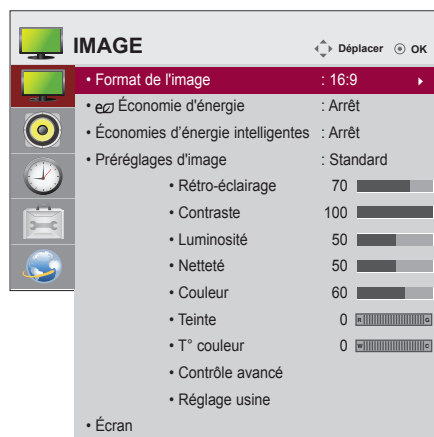 IMAGE Déplacer OK
• Format de l'image : 16:9
• eco Économie d'énergie : Arrêt
• Économies d’énergie intelligentes : Arrêt
• Préréglages d'image : Standard
• Rétro-éclairage 70
• Contraste 100
• Luminosité 50
• Netteté 50
• Couleur 60
• Teinte 0 R G
• T° couleur 0 W C
• Contrôle avancé
• Réglage usine
• Écran